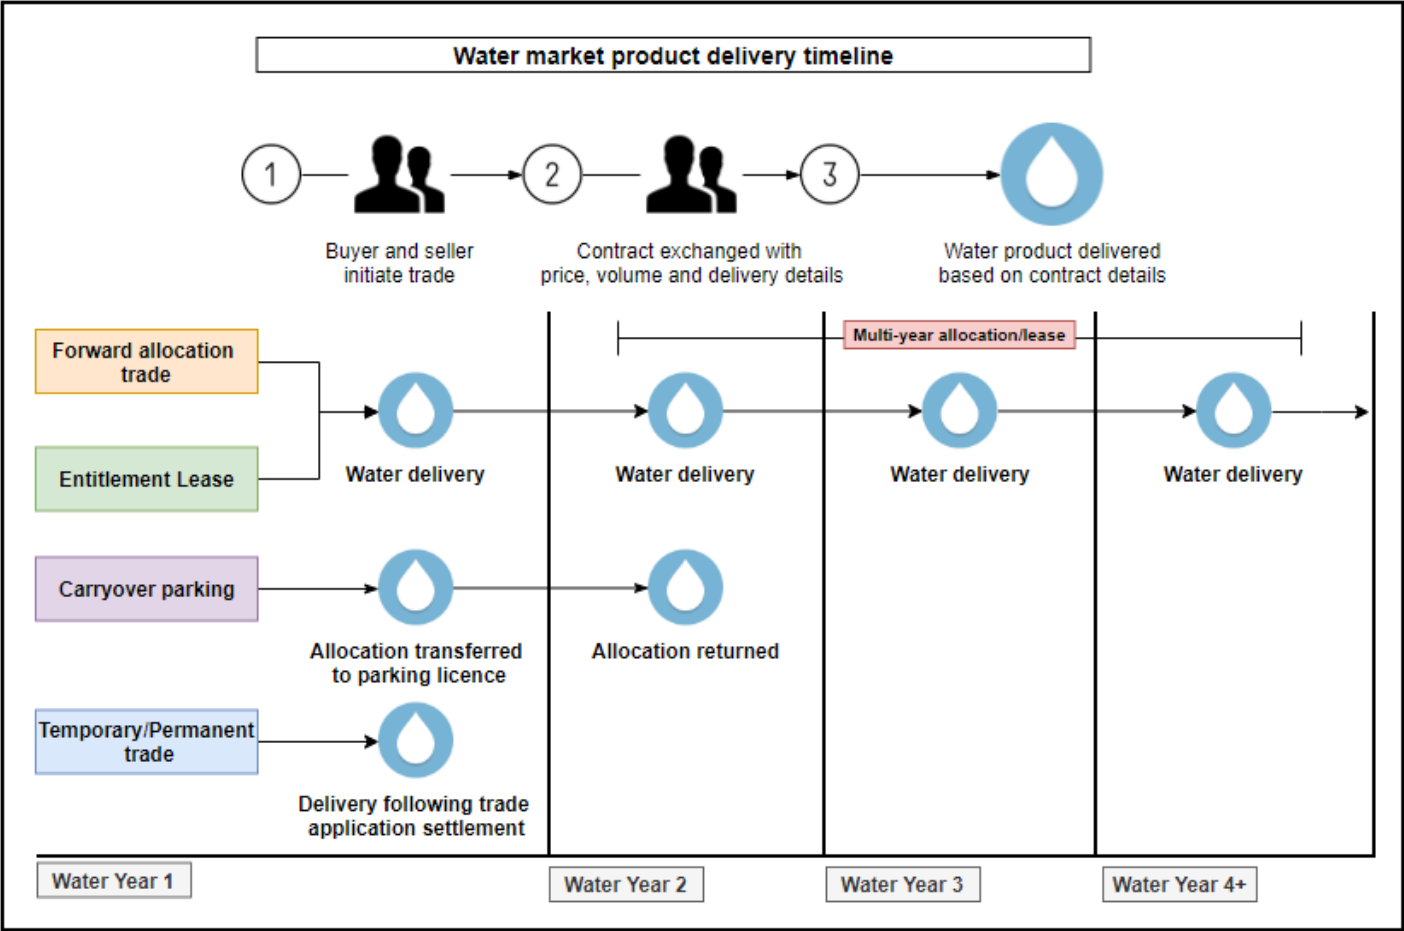 Water market product delivery timeline
1
2
3
Buyer and seller
initiate trade
Contract exchanged with
price, volume and delivery details
Water product delivered
based on contract details
Multi-year allocation/lease
Forward allocation
trade
Entitlement Lease
Water delivery
Water delivery
Water delivery
Water delivery
Carryover parking
Allocation transferred
to parking licence
Allocation returned
Temporary/Permanent
trade
Delivery following trade
application settlement
Water Year 1
Water Year 2
Water Year 3
Water Year 4+